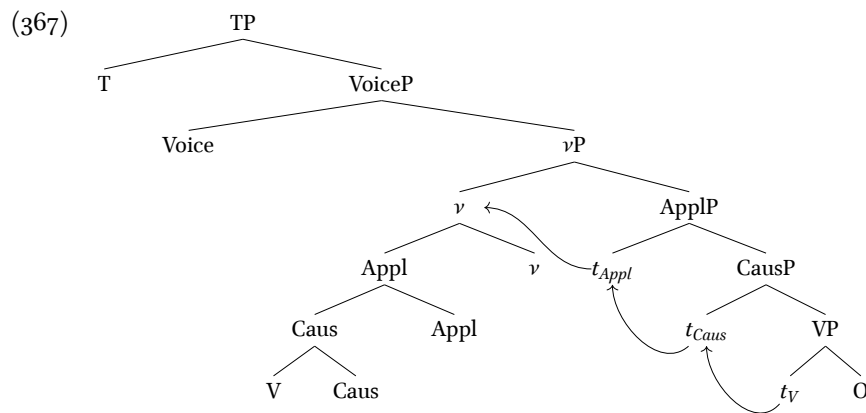 (367) TP
T VoiceP
Voice νP
ν ApplP
Appl ν t_Appl CausP
Caus Appl t_Caus VP
V Caus t_V O